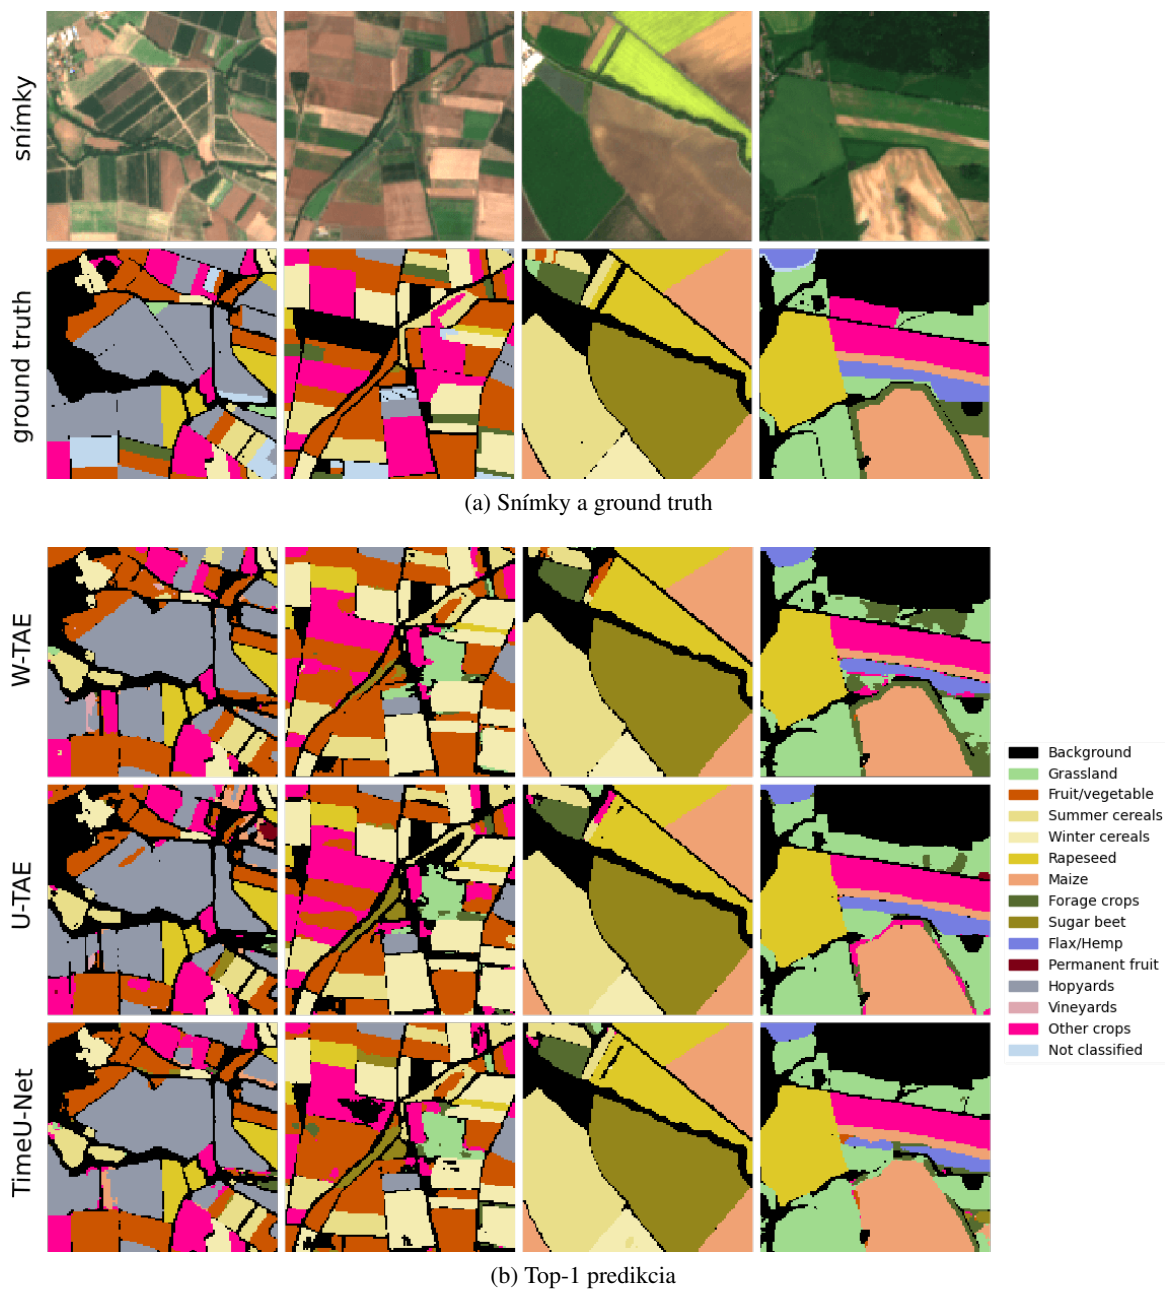 snímky
ground truth
(a) Snímky a ground truth
W-TAE
U-TAE
TimeU-Net
Background
Grassland
Fruit/vegetable
Summer cereals
Winter cereals
Rapeseed
Maize
Forage crops
Sugar beet
Flax/Hemp
Permanent fruit
Hopyards
Vineyards
Other crops
Not classified
(b) Top-1 predikcia